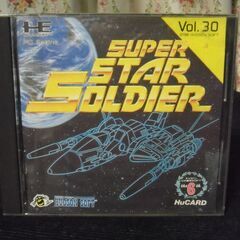 Vol. 30
SUPER
STAR
SOLDIER
HUDSON SOFT
6
HuCARD